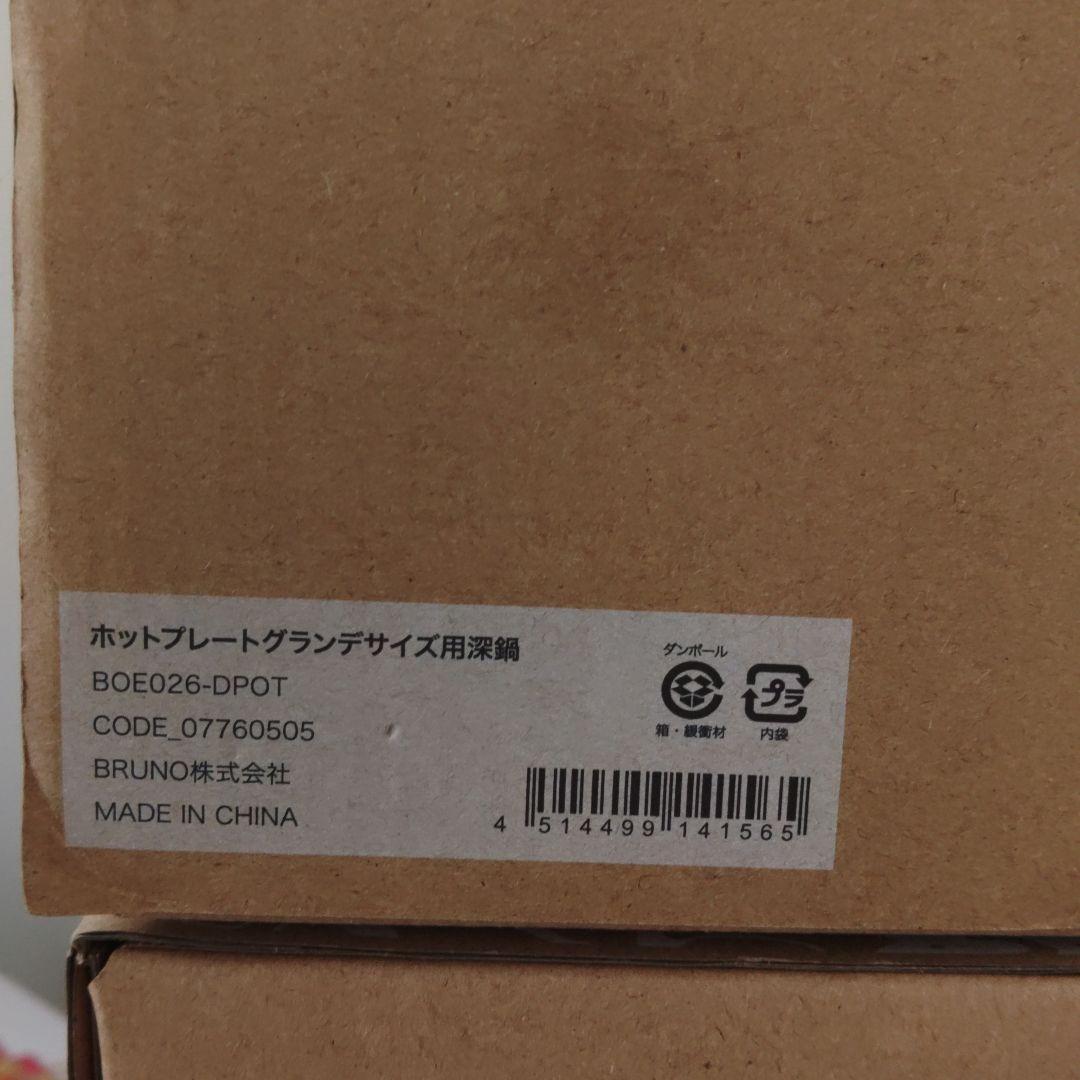 ホットプレートグランデサイズ用深鍋
BOE026-DPOT
CODE_07760505
BRUNO株式会社
MADE IN CHINA
ダンボール
箱・緩衝材
プラ
内袋
4 514499 141565